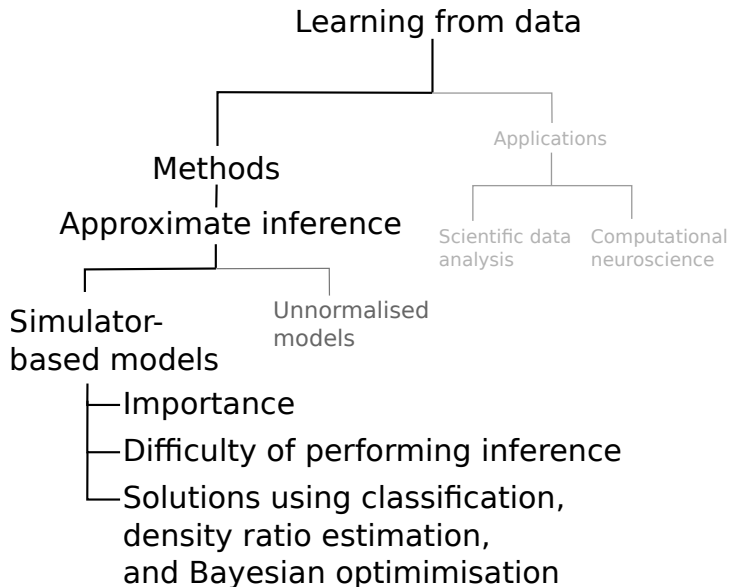 Learning from data
Applications
Methods
Approximate inference
Scientific data
analysis
Computational
neuroscience
Simulator-
based models
Unnormalised
models
Importance
Difficulty of performing inference
Solutions using classification,
density ratio estimation,
and Bayesian optimimisation